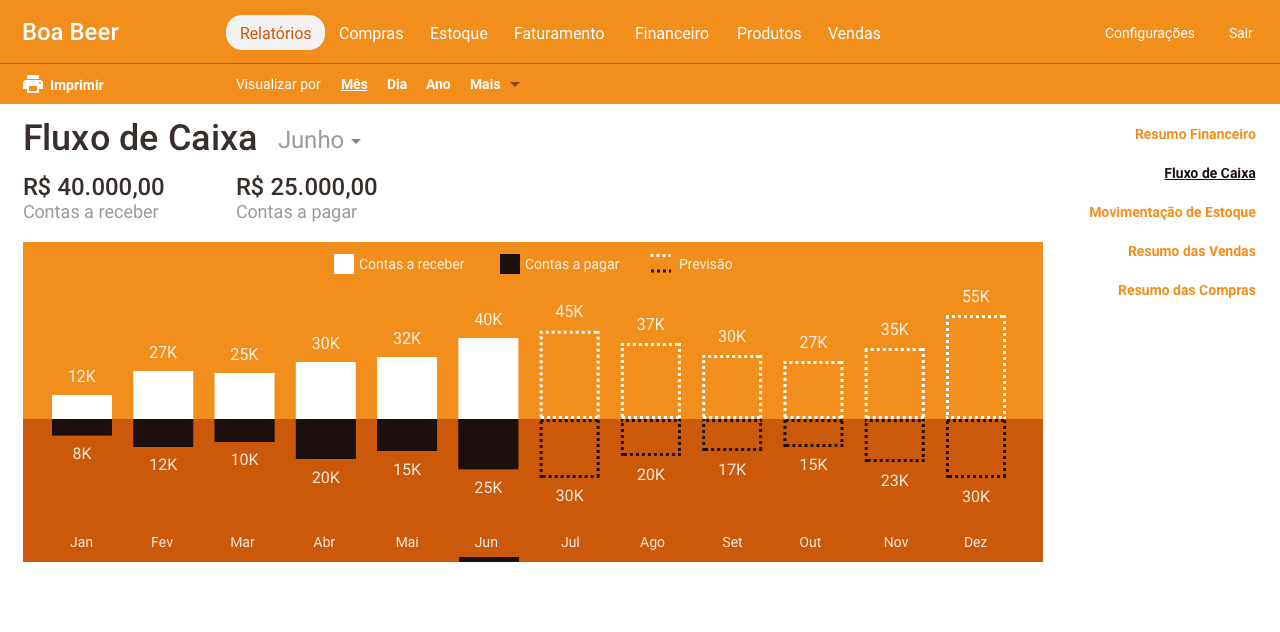 Boa Beer Relatórios Compras Estoque Faturamento Financeiro Produtos Vendas Configurações Sair
Imprimir Visualizar por Mês Dia Ano Mais
Fluxo de Caixa Junho
R$ 40.000,00 R$ 25.000,00
Contas a receber Contas a pagar
Resumo Financeiro
Fluxo de Caixa
Movimentação de Estoque
Resumo das Vendas
Resumo das Compras
Contas a receber Contas a pagar Previsão
12K 27K 25K 30K 32K 40K 45K 37K 30K 27K 35K 55K
8K 12K 10K 20K 15K 25K 30K 20K 17K 15K 23K 30K
Jan Fev Mar Abr Mai Jun Jul Ago Set Out Nov Dez